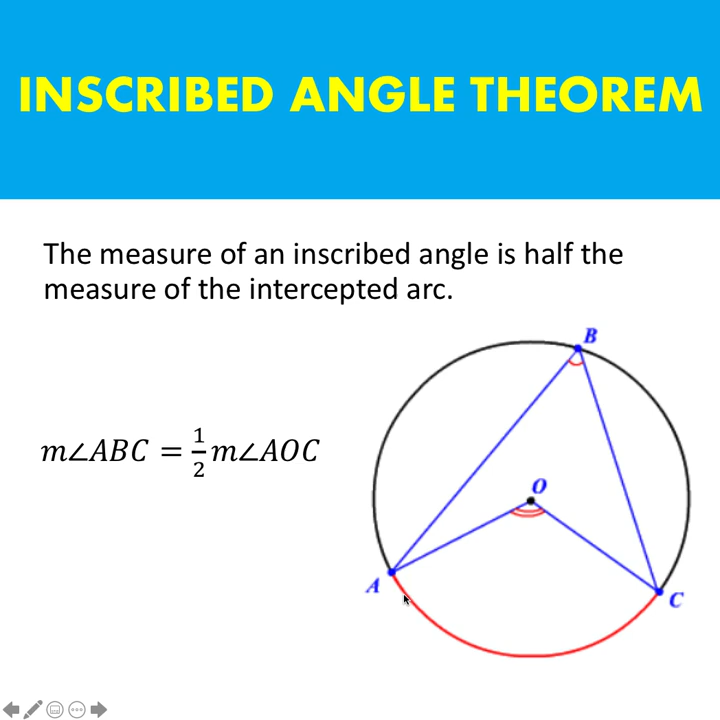 INSCRIBED ANGLE THEOREM
The measure of an inscribed angle is half the
measure of the intercepted arc.
B
m∠ABC = 1/2 m∠AOC
O
A
C